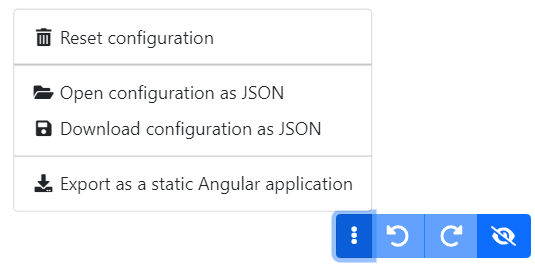 Reset configuration
Open configuration as JSON
Download configuration as JSON
Export as a static Angular application